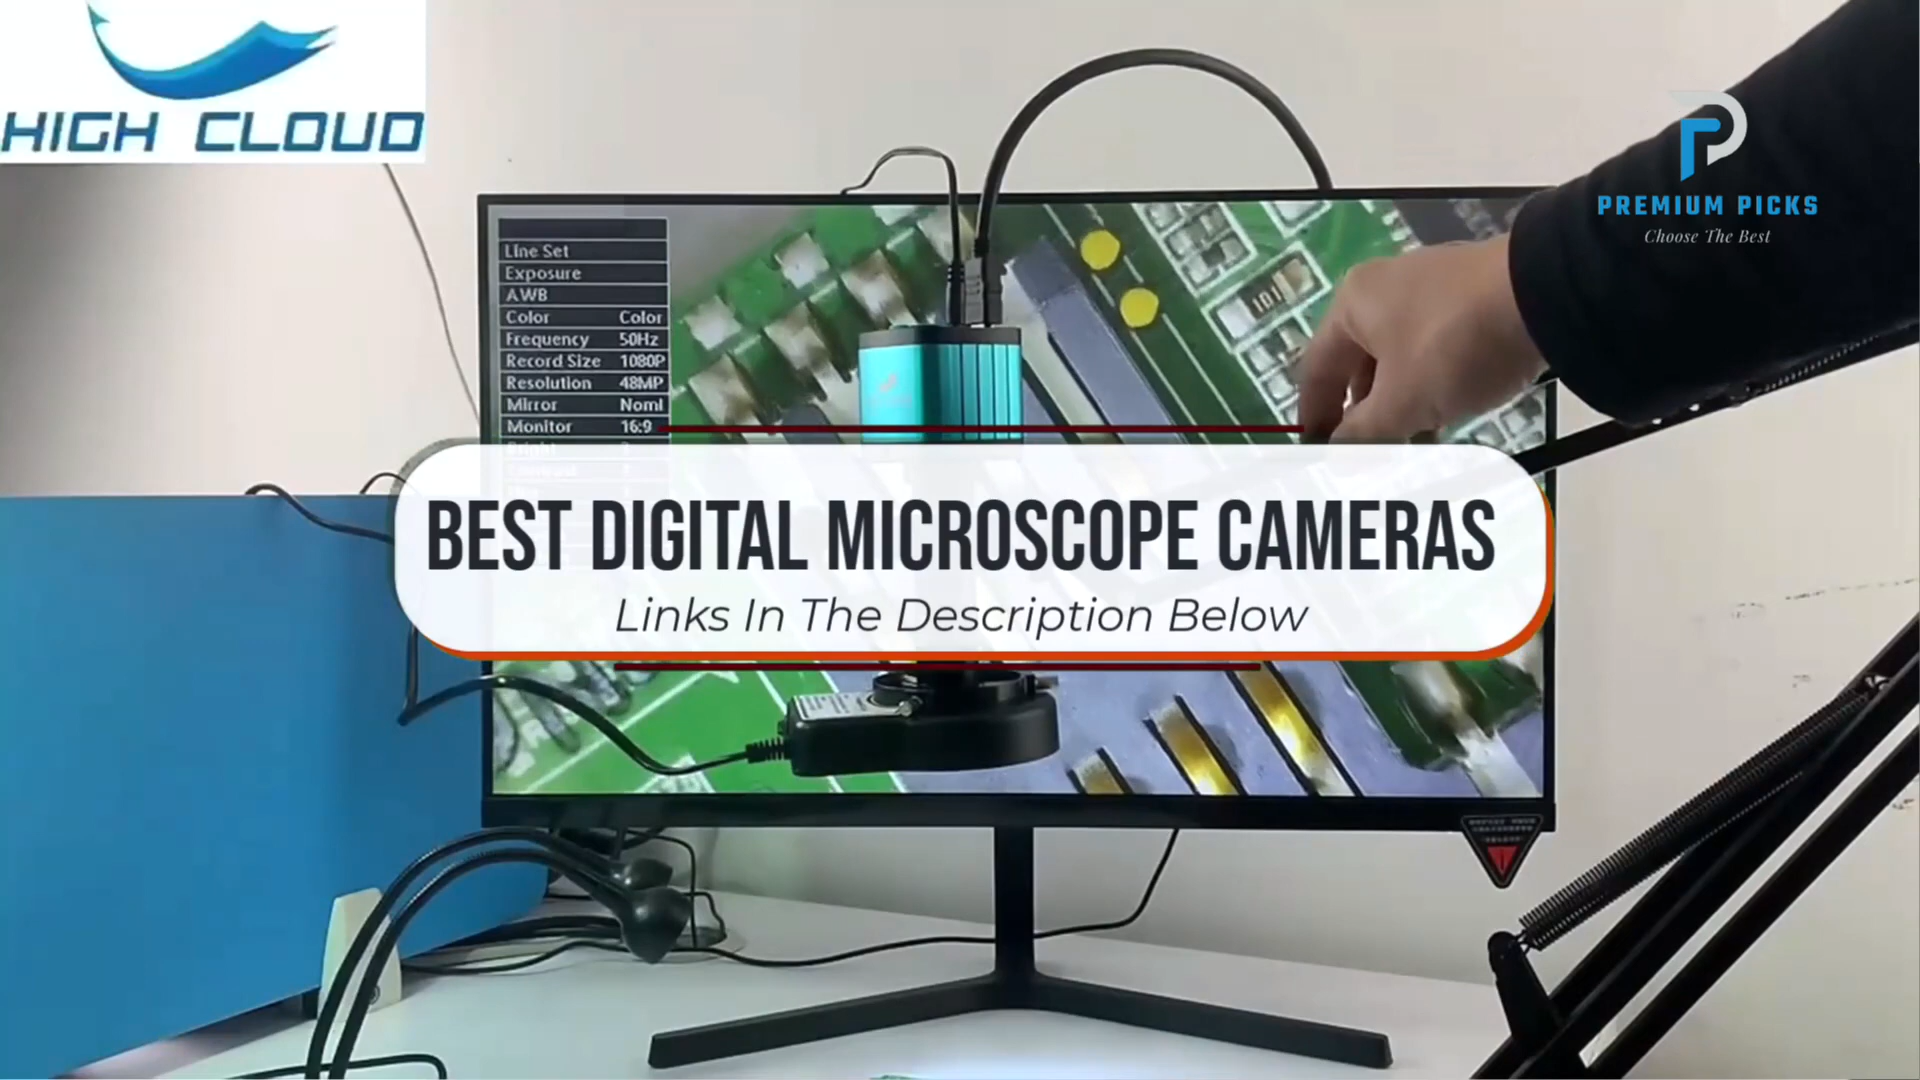 HIGH CLOUD
PREMIUM PICKS
Choose The Best
Line Set
Exposure
AWB
Color Color
Frequency 50Hz
Record Size 1080P
Resolution 48MP
Mirror Noml
Monitor 16:9
101
BEST DIGITAL MICROSCOPE CAMERAS
Links In The Description Below